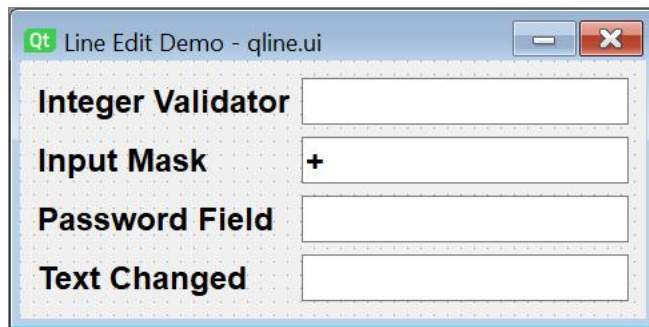 Qt Line Edit Demo - qline.ui
Integer Validator
Input Mask +
Password Field
Text Changed